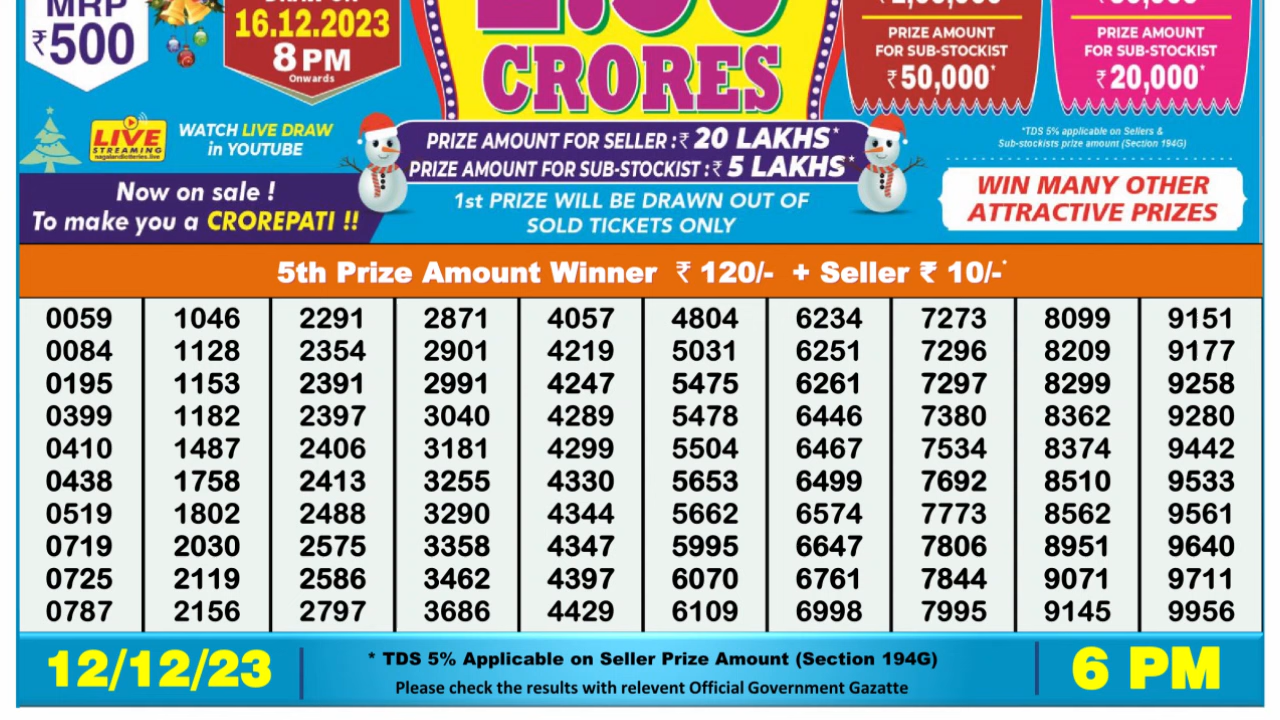 MRP
₹500
16.12.2023
8 PM
Onwards
CRORES
PRIZE AMOUNT
FOR SUB-STOCKIST
₹50,000*
PRIZE AMOUNT
FOR SUB-STOCKIST
₹20,000*
LIVE
STREAMING
nagalandlotteries.live
WATCH LIVE DRAW
in YOUTUBE
PRIZE AMOUNT FOR SELLER :₹ 20 LAKHS*
PRIZE AMOUNT FOR SUB-STOCKIST :₹ 5 LAKHS*
*TDS 5% applicable on Sellers &
Sub-stockists prize amount (Section 194G)
Now on sale !
To make you a CROREPATI !!
1st PRIZE WILL BE DRAWN OUT OF
SOLD TICKETS ONLY
WIN MANY OTHER
ATTRACTIVE PRIZES
5th Prize Amount Winner ₹ 120/- + Seller ₹ 10/-*
0059 1046 2291 2871 4057 4804 6234 7273 8099 9151
0084 1128 2354 2901 4219 5031 6251 7296 8209 9177
0195 1153 2391 2991 4247 5475 6261 7297 8299 9258
0399 1182 2397 3040 4289 5478 6446 7380 8362 9280
0410 1487 2406 3181 4299 5504 6467 7534 8374 9442
0438 1758 2413 3255 4330 5653 6499 7692 8510 9533
0519 1802 2488 3290 4344 5662 6574 7773 8562 9561
0719 2030 2575 3358 4347 5995 6647 7806 8951 9640
0725 2119 2586 3462 4397 6070 6761 7844 9071 9711
0787 2156 2797 3686 4429 6109 6998 7995 9145 9956
12/12/23
* TDS 5% Applicable on Seller Prize Amount (Section 194G)
Please check the results with relevent Official Government Gazatte
6 PM